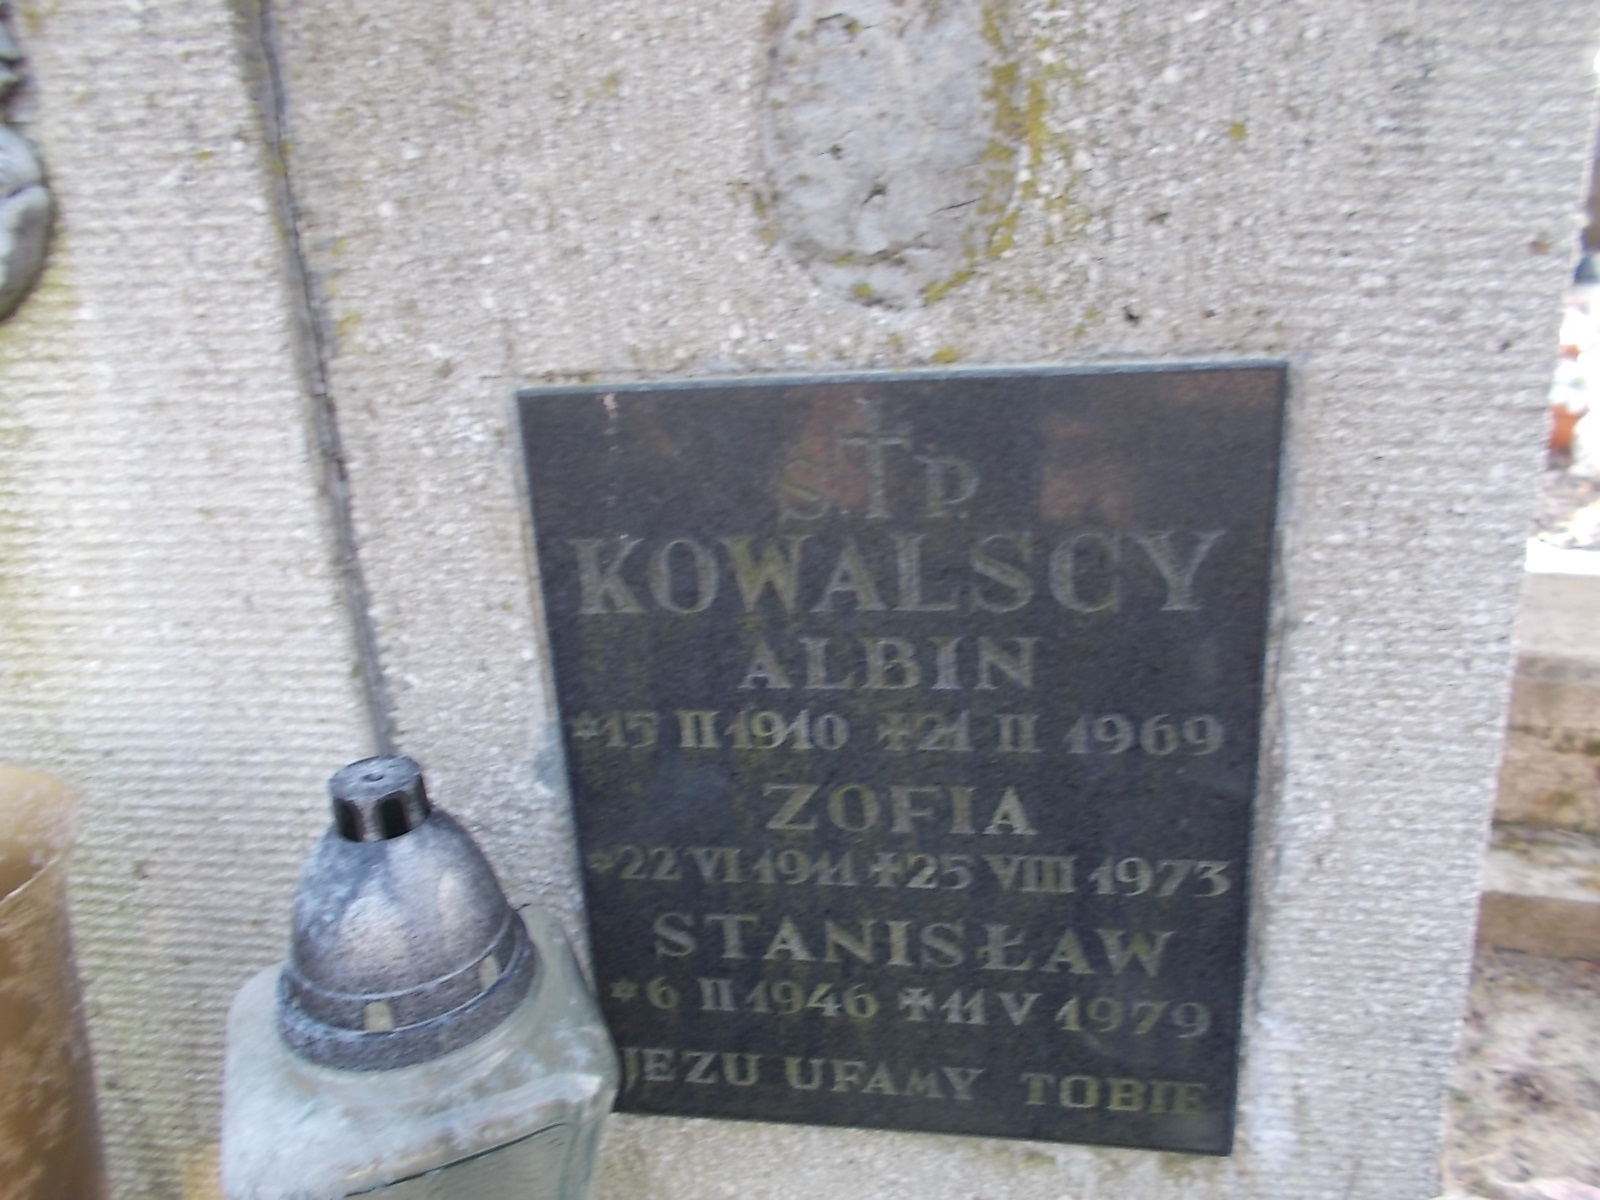 Ś.†P.
KOWALSCY
ALBIN
*15 II 1910 ✝21 II 1969
ZOFIA
*22 VI 1911 ✝25 VIII 1973
STANISŁAW
*6 II 1946 ✝11 V 1979
JEZU UFAMY TOBIE